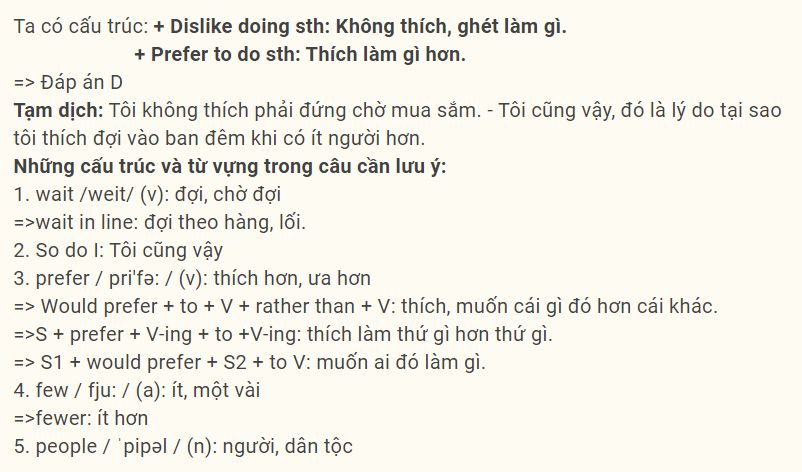 Ta có cấu trúc: + Dislike doing sth: Không thích, ghét làm gì.
+ Prefer to do sth: Thích làm gì hơn.
=> Đáp án D
Tạm dịch: Tôi không thích phải đứng chờ mua sắm. - Tôi cũng vậy, đó là lý do tại sao
tôi thích đợi vào ban đêm khi có ít người hơn.
Những cấu trúc và từ vựng trong câu cần lưu ý:
1. wait /weit/ (v): đợi, chờ đợi
=>wait in line: đợi theo hàng, lối.
2. So do I: Tôi cũng vậy
3. prefer / pri'fə: / (v): thích hơn, ưa hơn
=> Would prefer + to + V + rather than + V: thích, muốn cái gì đó hơn cái khác.
=>S + prefer + V-ing + to +V-ing: thích làm thứ gì hơn thứ gì.
=> S1 + would prefer + S2 + to V: muốn ai đó làm gì.
4. few / fju: / (a): ít, một vài
=>fewer: ít hơn
5. people / ˈpipəl / (n): người, dân tộc